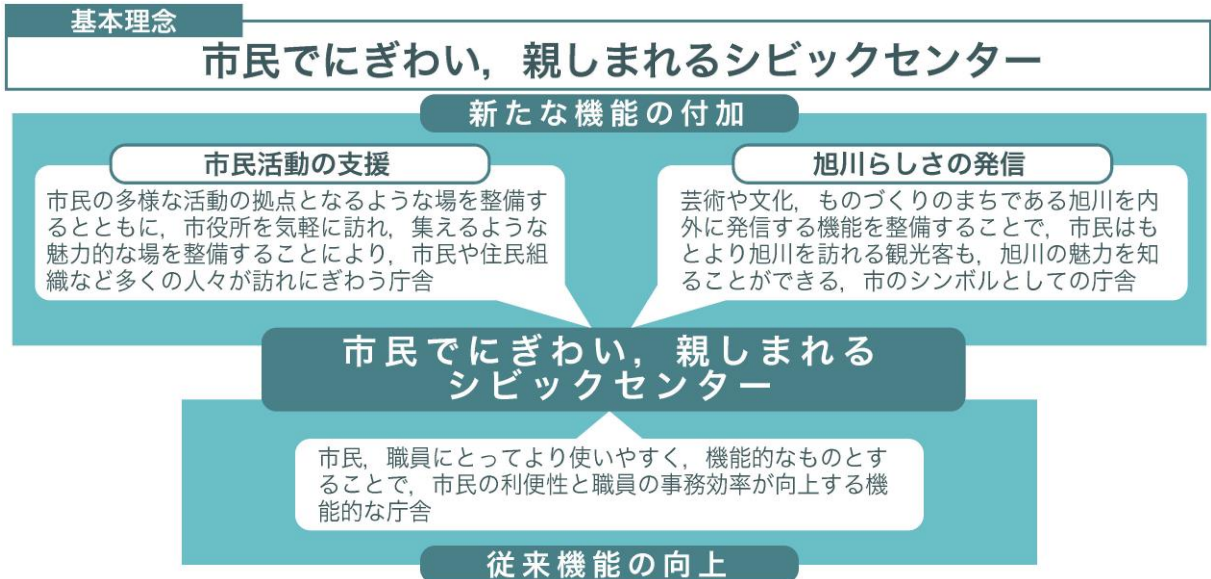 基本理念
市民でにぎわい，親しまれるシビックセンター
新たな機能の付加
市民活動の支援
市民の多様な活動の拠点となるような場を整備す
るとともに，市役所を気軽に訪れ，集えるような
魅力的な場を整備することにより，市民や住民組
織など多くの人々が訪れにぎわう庁舎
旭川らしさの発信
芸術や文化，ものづくりのまちである旭川を内
外に発信する機能を整備することで，市民はも
とより旭川を訪れる観光客も，旭川の魅力を知
ることができる，市のシンボルとしての庁舎
市民でにぎわい，親しまれる
シビックセンター
市民，職員にとってより使いやすく，機能的なものとす
ることで，市民の利便性と職員の事務効率が向上する機
能的な庁舎
従来機能の向上